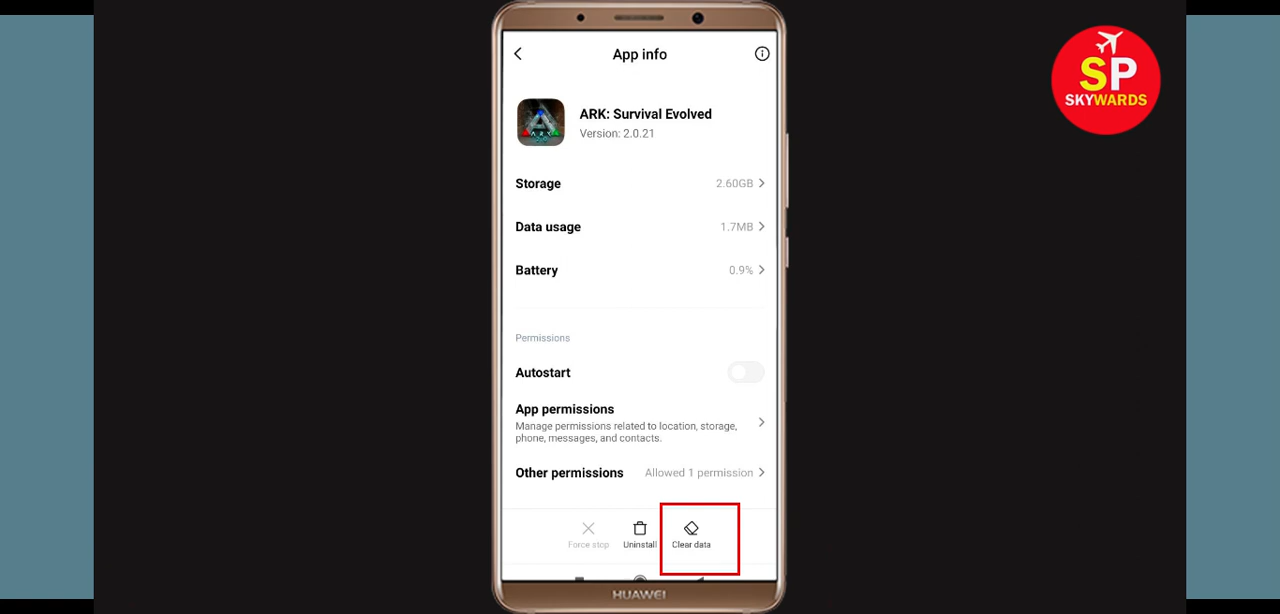 App info
ARK: Survival Evolved
Version: 2.0.21
Storage 2.60GB
Data usage 1.7MB
Battery 0.9%
Permissions
Autostart
App permissions
Manage permissions related to location, storage,
phone, messages, and contacts.
Other permissions Allowed 1 permission
Force stop Uninstall Clear data
HUAWEI
SP
SKYWARDS
ARK